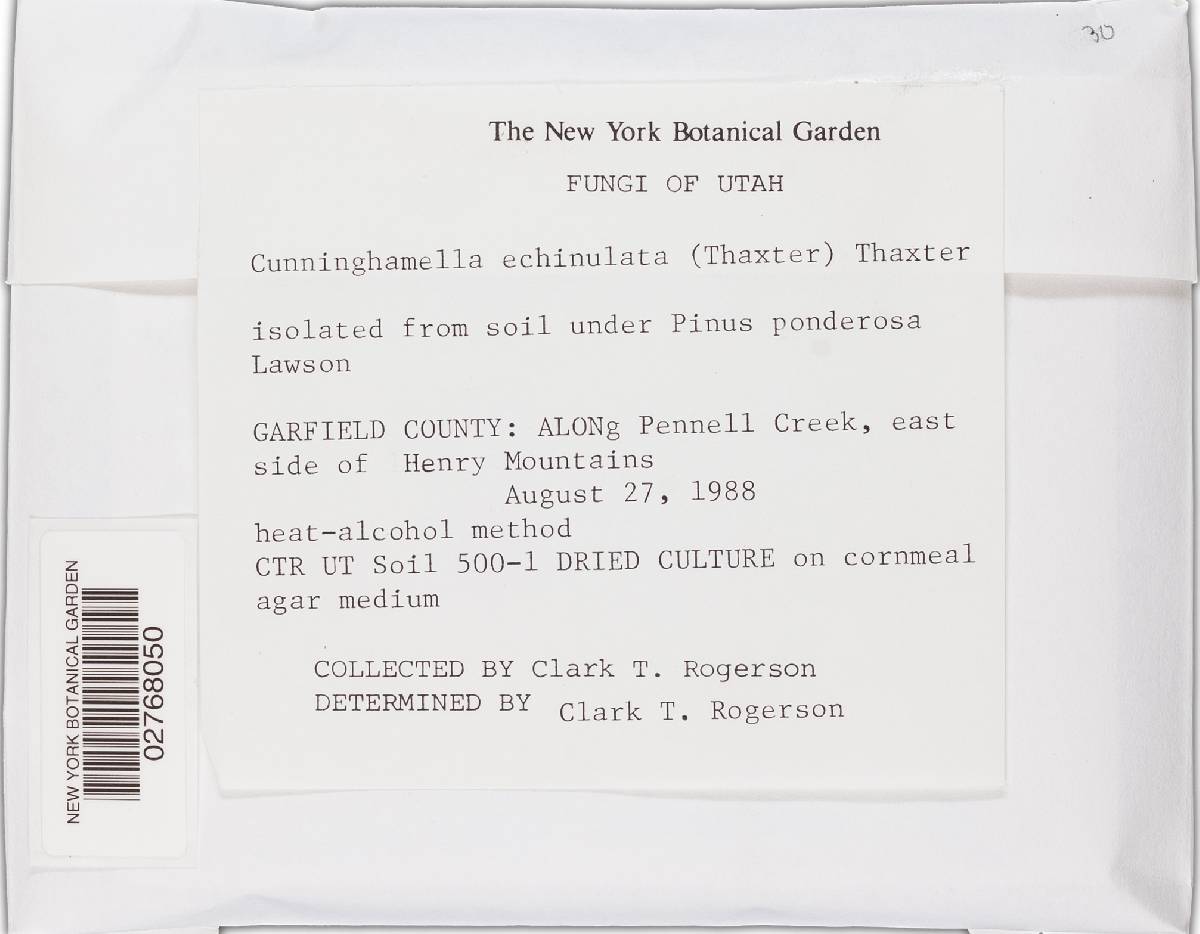 30
The New York Botanical Garden
FUNGI OF UTAH
Cunninghamella echinulata (Thaxter) Thaxter
isolated from soil under Pinus ponderosa
Lawson
GARFIELD COUNTY: ALONg Pennell Creek, east
side of Henry Mountains
August 27, 1988
heat-alcohol method
CTR UT Soil 500-1 DRIED CULTURE on cornmeal
agar medium
COLLECTED BY Clark T. Rogerson
DETERMINED BY Clark T. Rogerson
NEW YORK BOTANICAL GARDEN
02768050